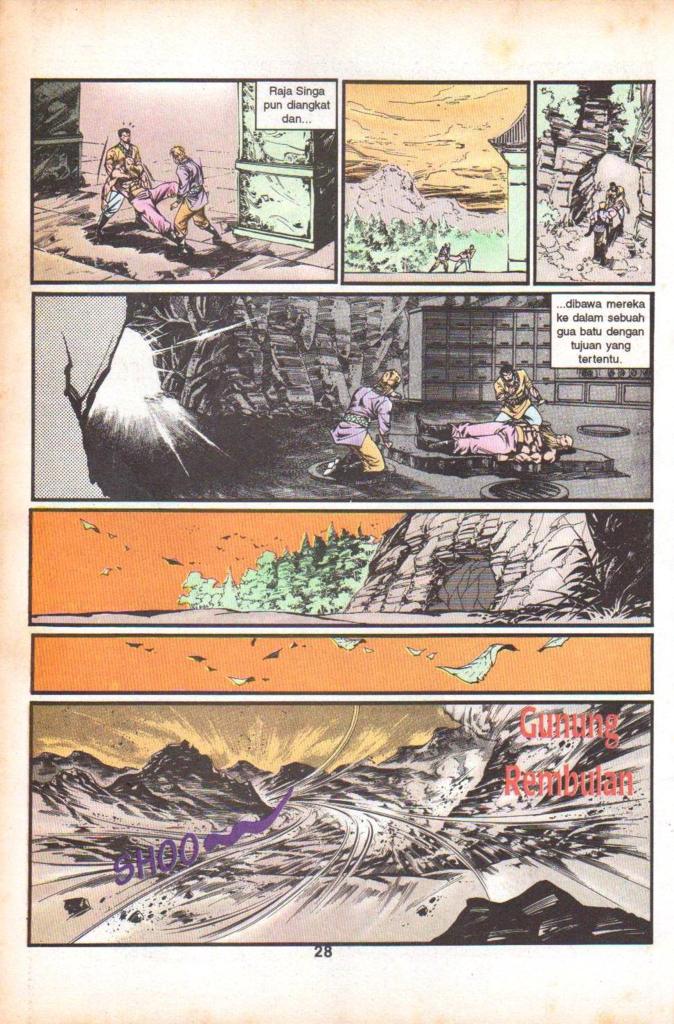 Raja Singa
pun diangkat
dan...
...dibawa mereka
ke dalam sebuah
gua batu dengan
tujuan yang
tertentu.
Gunung
Rembulan
SHOO
28